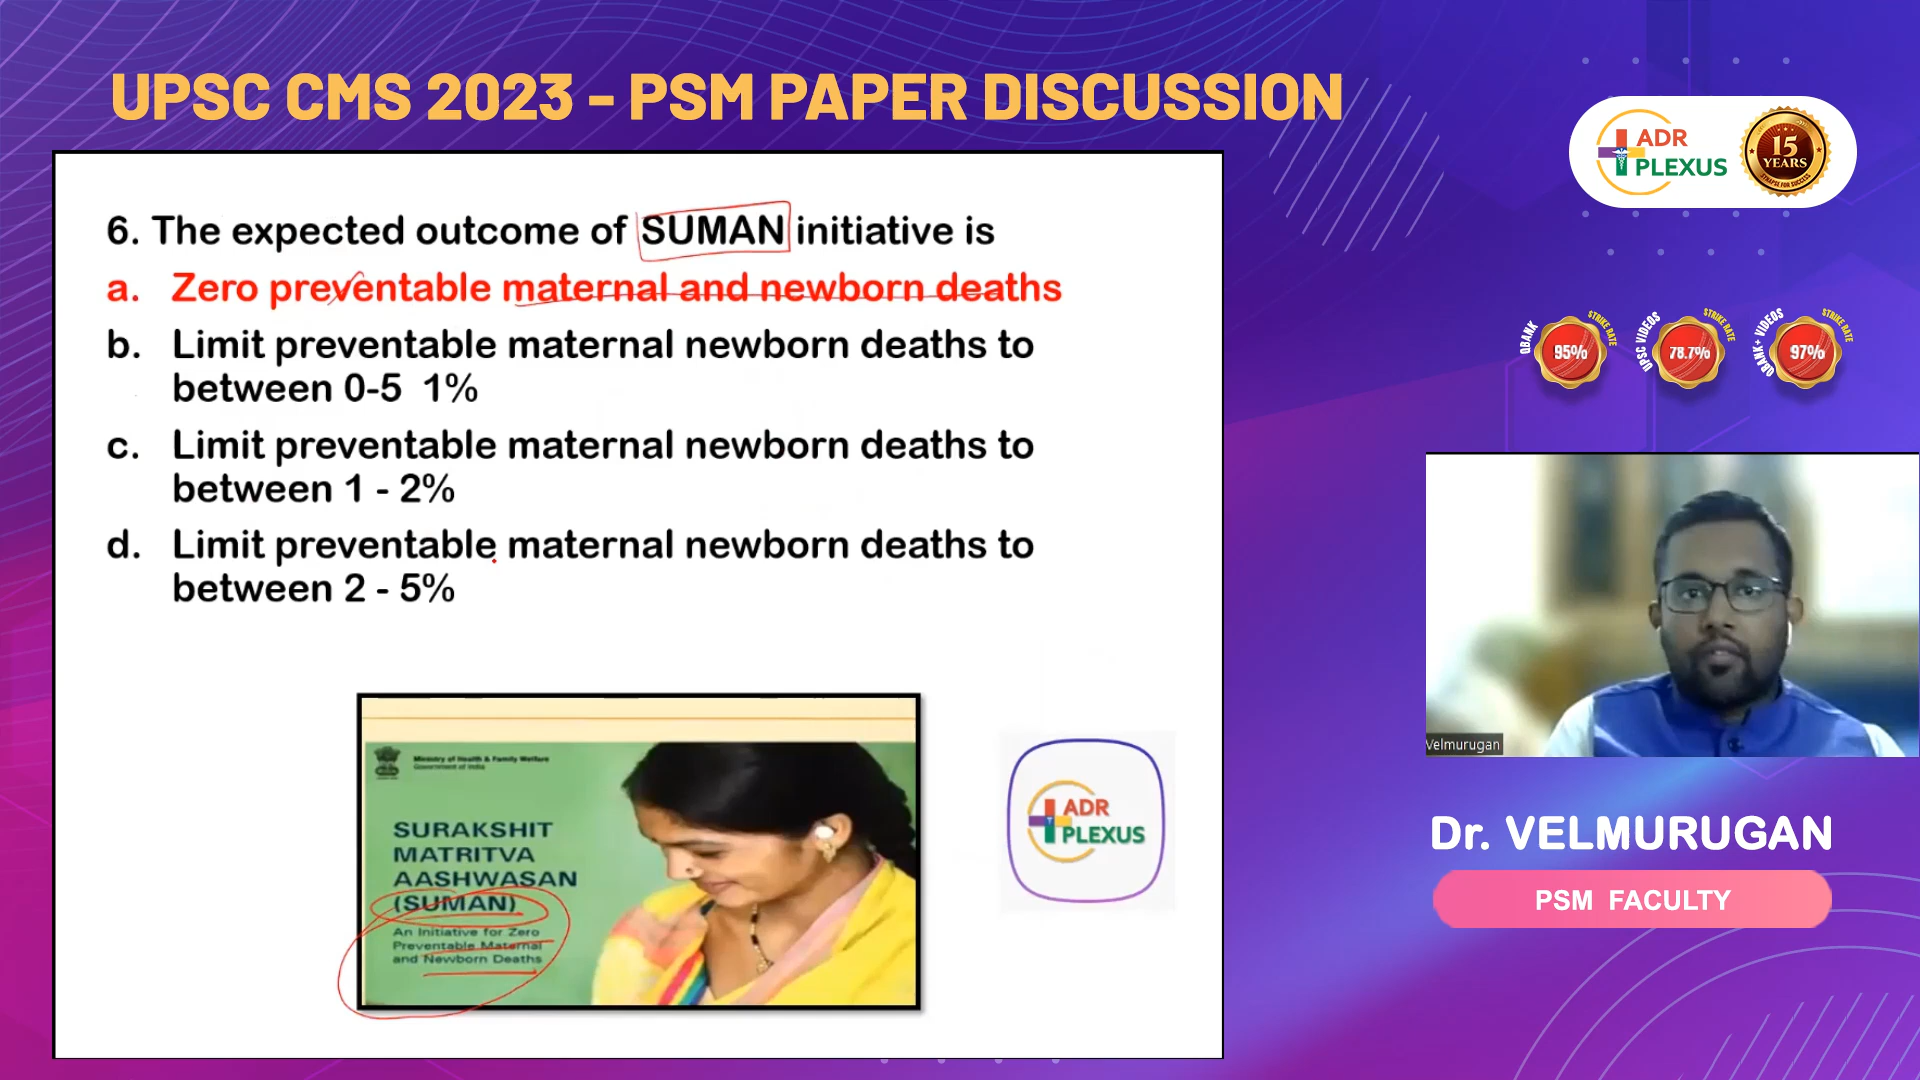 UPSC CMS 2023 - PSM PAPER DISCUSSION
ADR
PLEXUS
15
YEARS
SYNAPSE FOR SUCCESS
6. The expected outcome of SUMAN initiative is
a. Zero preventable maternal and newborn deaths
b. Limit preventable maternal newborn deaths to
between 0-5 1%
c. Limit preventable maternal newborn deaths to
between 1 - 2%
d. Limit preventable maternal newborn deaths to
between 2 - 5%
QBANK
STRIKE RATE
95%
UPSC VIDEOS
STRIKE RATE
78.7%
QBANK+ VIDEOS
STRIKE RATE
97%
Ministry of Health & Family Welfare
Government of India
SURAKSHIT
MATRITVA
AASHWASAN
(SUMAN)
An Initiative for Zero
Preventable Maternal
and Newborn Deaths
ADR
PLEXUS
Velmurugan
Dr. VELMURUGAN
PSM FACULTY